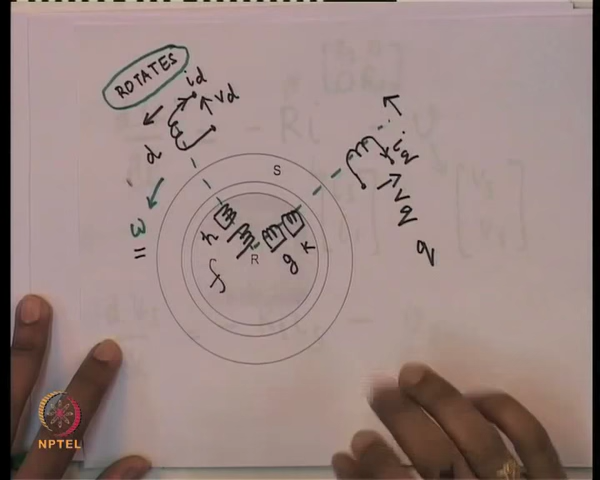 ROTATES
id
vd
d
ω
=
S
iq
vq
q
h
f
R
g
k
NPTEL